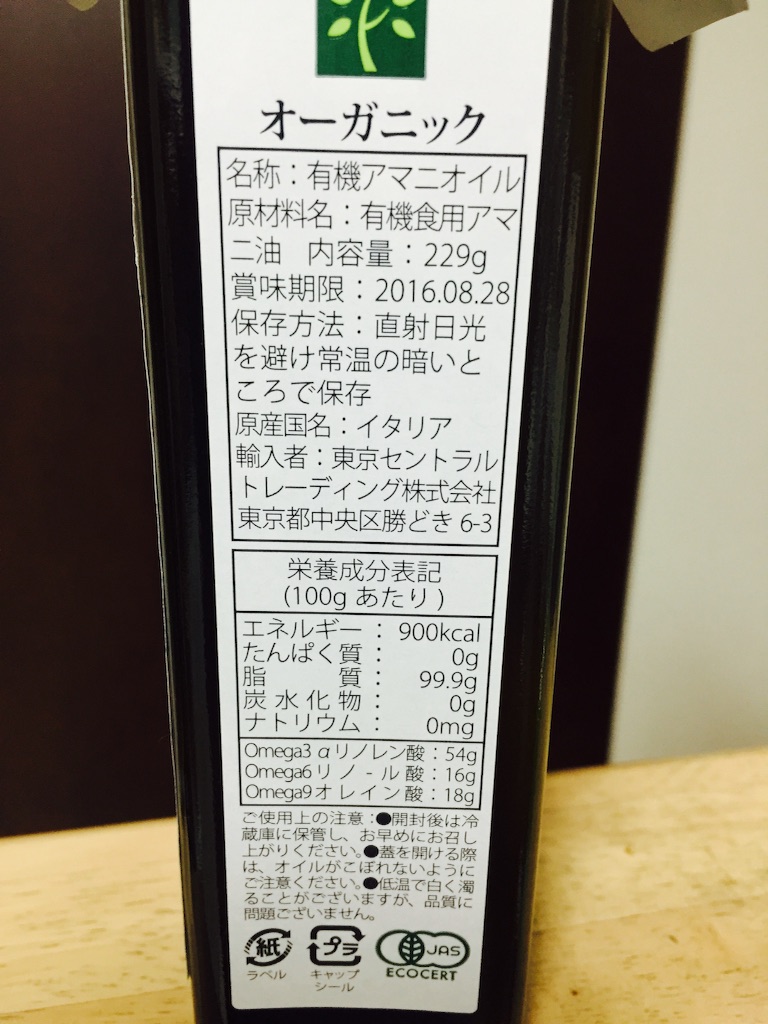 オーガニック
名称：有機アマニオイル
原材料名：有機食用アマ
ニ油　内容量：229g
賞味期限：2016.08.28
保存方法：直射日光
を避け常温の暗いと
ころで保存
原産国名：イタリア
輸入者：東京セントラル
トレーディング株式会社
東京都中央区勝どき 6-3
栄養成分表記
(100g あたり)
エネルギー：900kcal
たんぱく質：0g
脂質：99.9g
炭水化物：0g
ナトリウム：0mg
Omega3 αリノレン酸：54g
Omega6リノ-ル酸：16g
Omega9オレイン酸：18g
ご使用上の注意：●開封後は冷
蔵庫に保管し、お早めにお召し
上がりください。●蓋を開ける際
は、オイルがこぼれないように
ご注意ください。●低温で白く濁
ることがございますが、品質に
問題ございません。
紙 プラ JAS
ラベル キャップ ECOCERT
シール